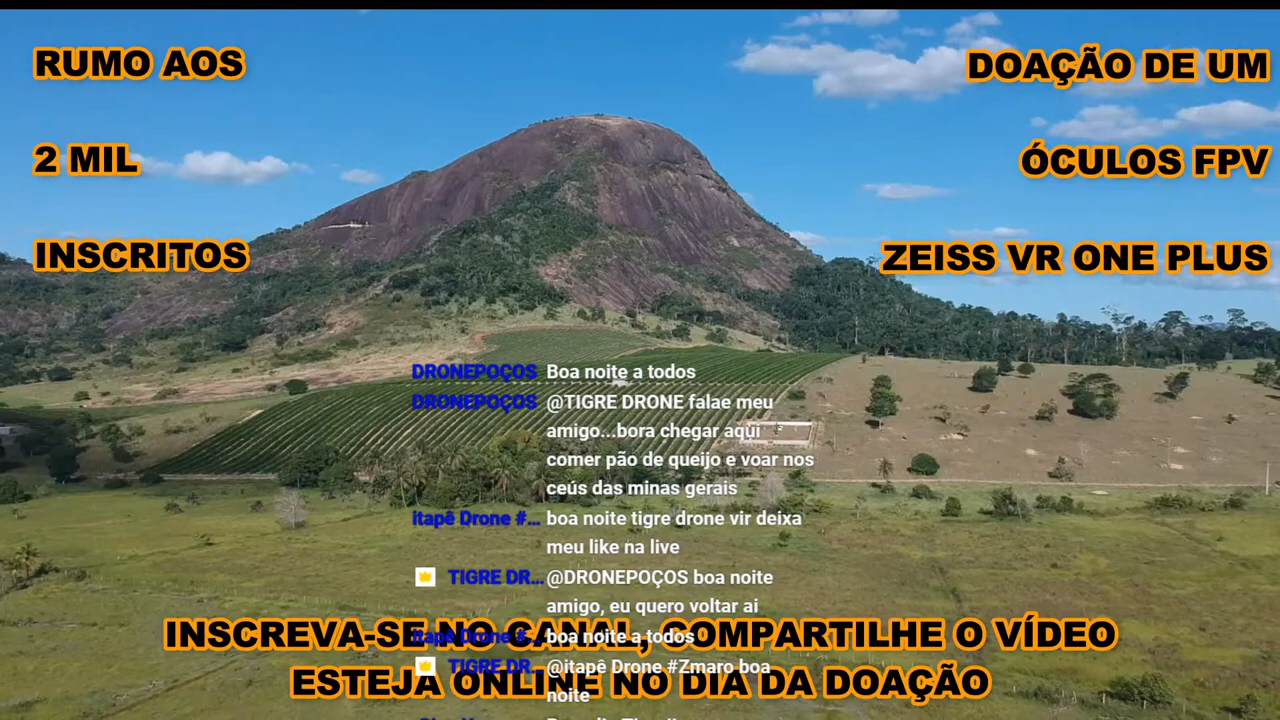 RUMO AOS
2 MIL
INSCRITOS
DOAÇÃO DE UM
ÓCULOS FPV
ZEISS VR ONE PLUS
DRONEPOÇOS Boa noite a todos
DRONEPOÇOS @TIGRE DRONE falae meu
amigo...bora chegar aqui
comer pão de queijo e voar nos
ceús das minas gerais
itapê Drone #... boa noite tigre drone vir deixa
meu like na live
TIGRE DR... @DRONEPOÇOS boa noite
amigo, eu quero voltar ai
itapê Drone #... boa noite a todos
TIGRE DR... @itapê Drone #Zmaro boa
noite
INSCREVA-SE NO CANAL, COMPARTILHE O VÍDEO
ESTEJA ONLINE NO DIA DA DOAÇÃO